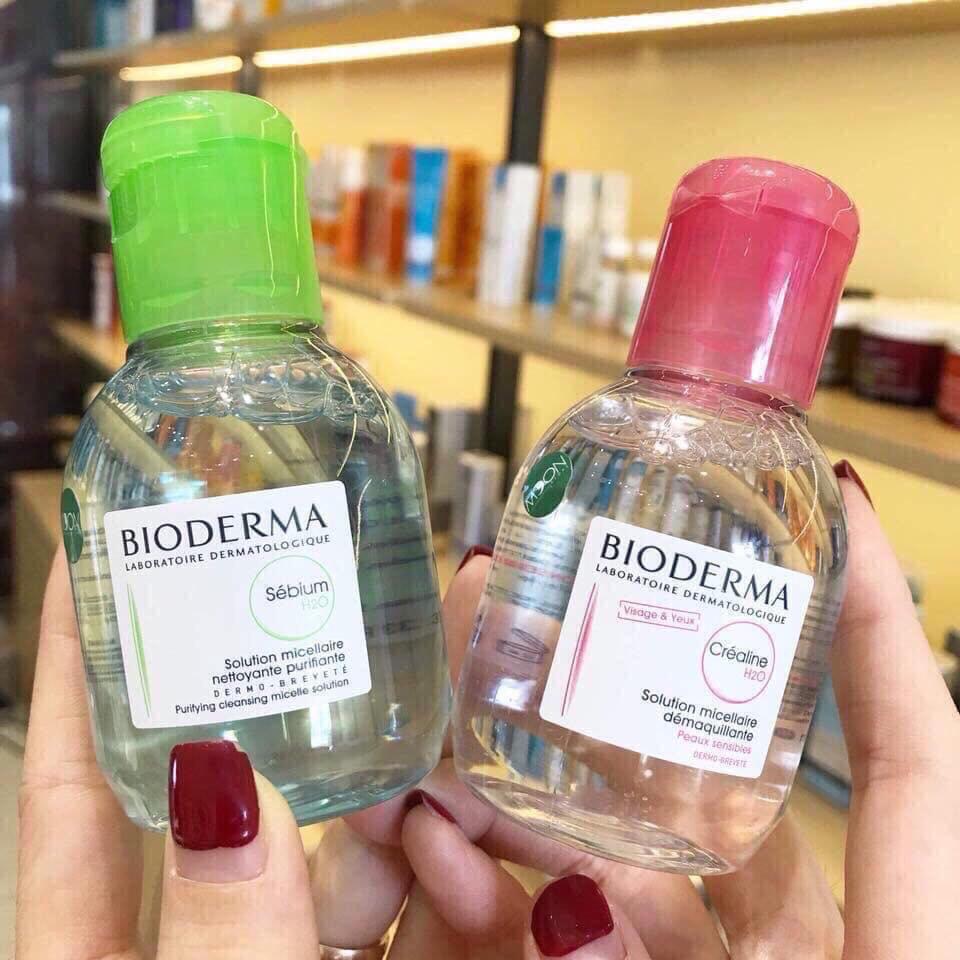 BIODERMA
LABORATOIRE DERMATOLOGIQUE
Sébium
H2O
Solution micellaire
nettoyante purifiante
DERMO-BREVETÉ
Purifying cleansing micelle solution
MOON
BIODERMA
LABORATOIRE DERMATOLOGIQUE
Visage & Yeux
Créaline
H2O
Solution micellaire
démaquillante
Peaux sensibles
DERMO-BREVETÉ